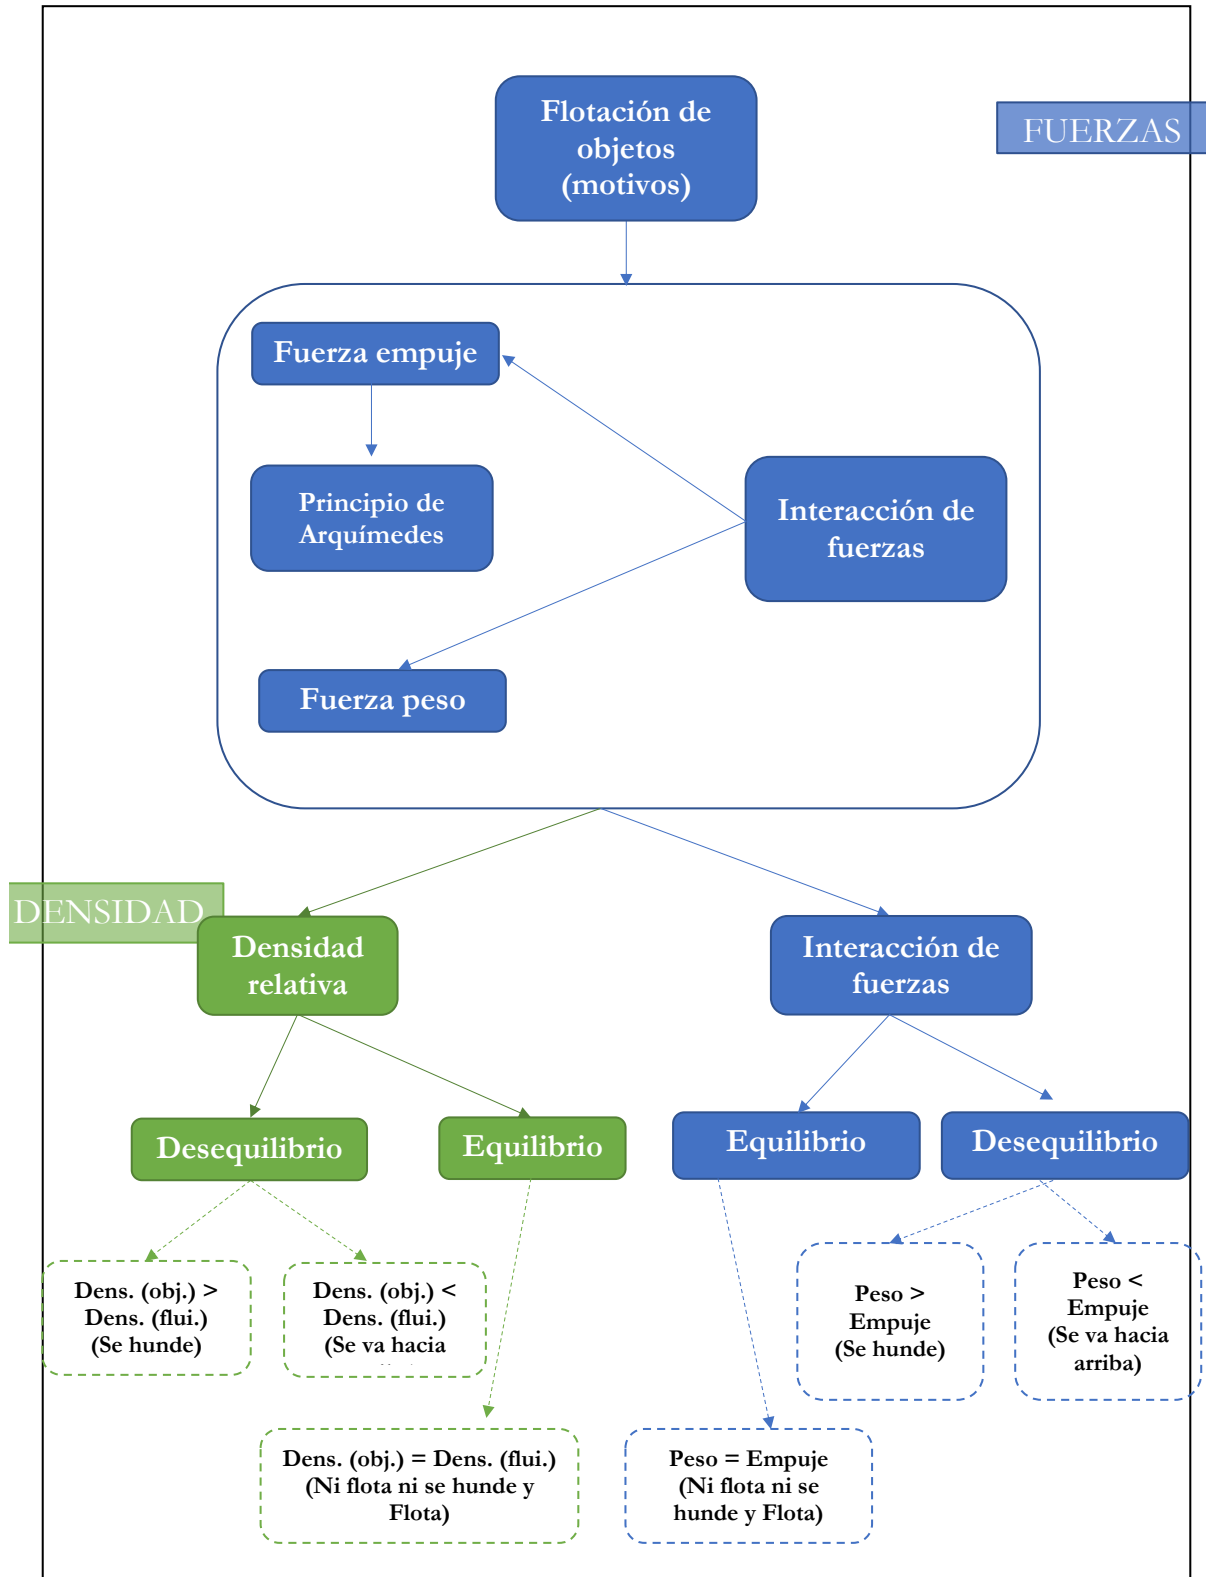 Flotación de
objetos
(motivos)
FUERZAS
Fuerza empuje
Principio de
Arquímedes
Interacción de
fuerzas
Fuerza peso
DENSIDAD
Densidad
relativa
Interacción de
fuerzas
Desequilibrio
Equilibrio
Equilibrio
Desequilibrio
Dens. (obj.) >
Dens. (flui.)
(Se hunde)
Dens. (obj.) <
Dens. (flui.)
(Se va hacia
Peso >
Empuje
(Se hunde)
Peso <
Empuje
(Se va hacia
arriba)
Dens. (obj.) = Dens. (flui.)
(Ni flota ni se hunde y
Flota)
Peso = Empuje
(Ni flota ni se
hunde y Flota)